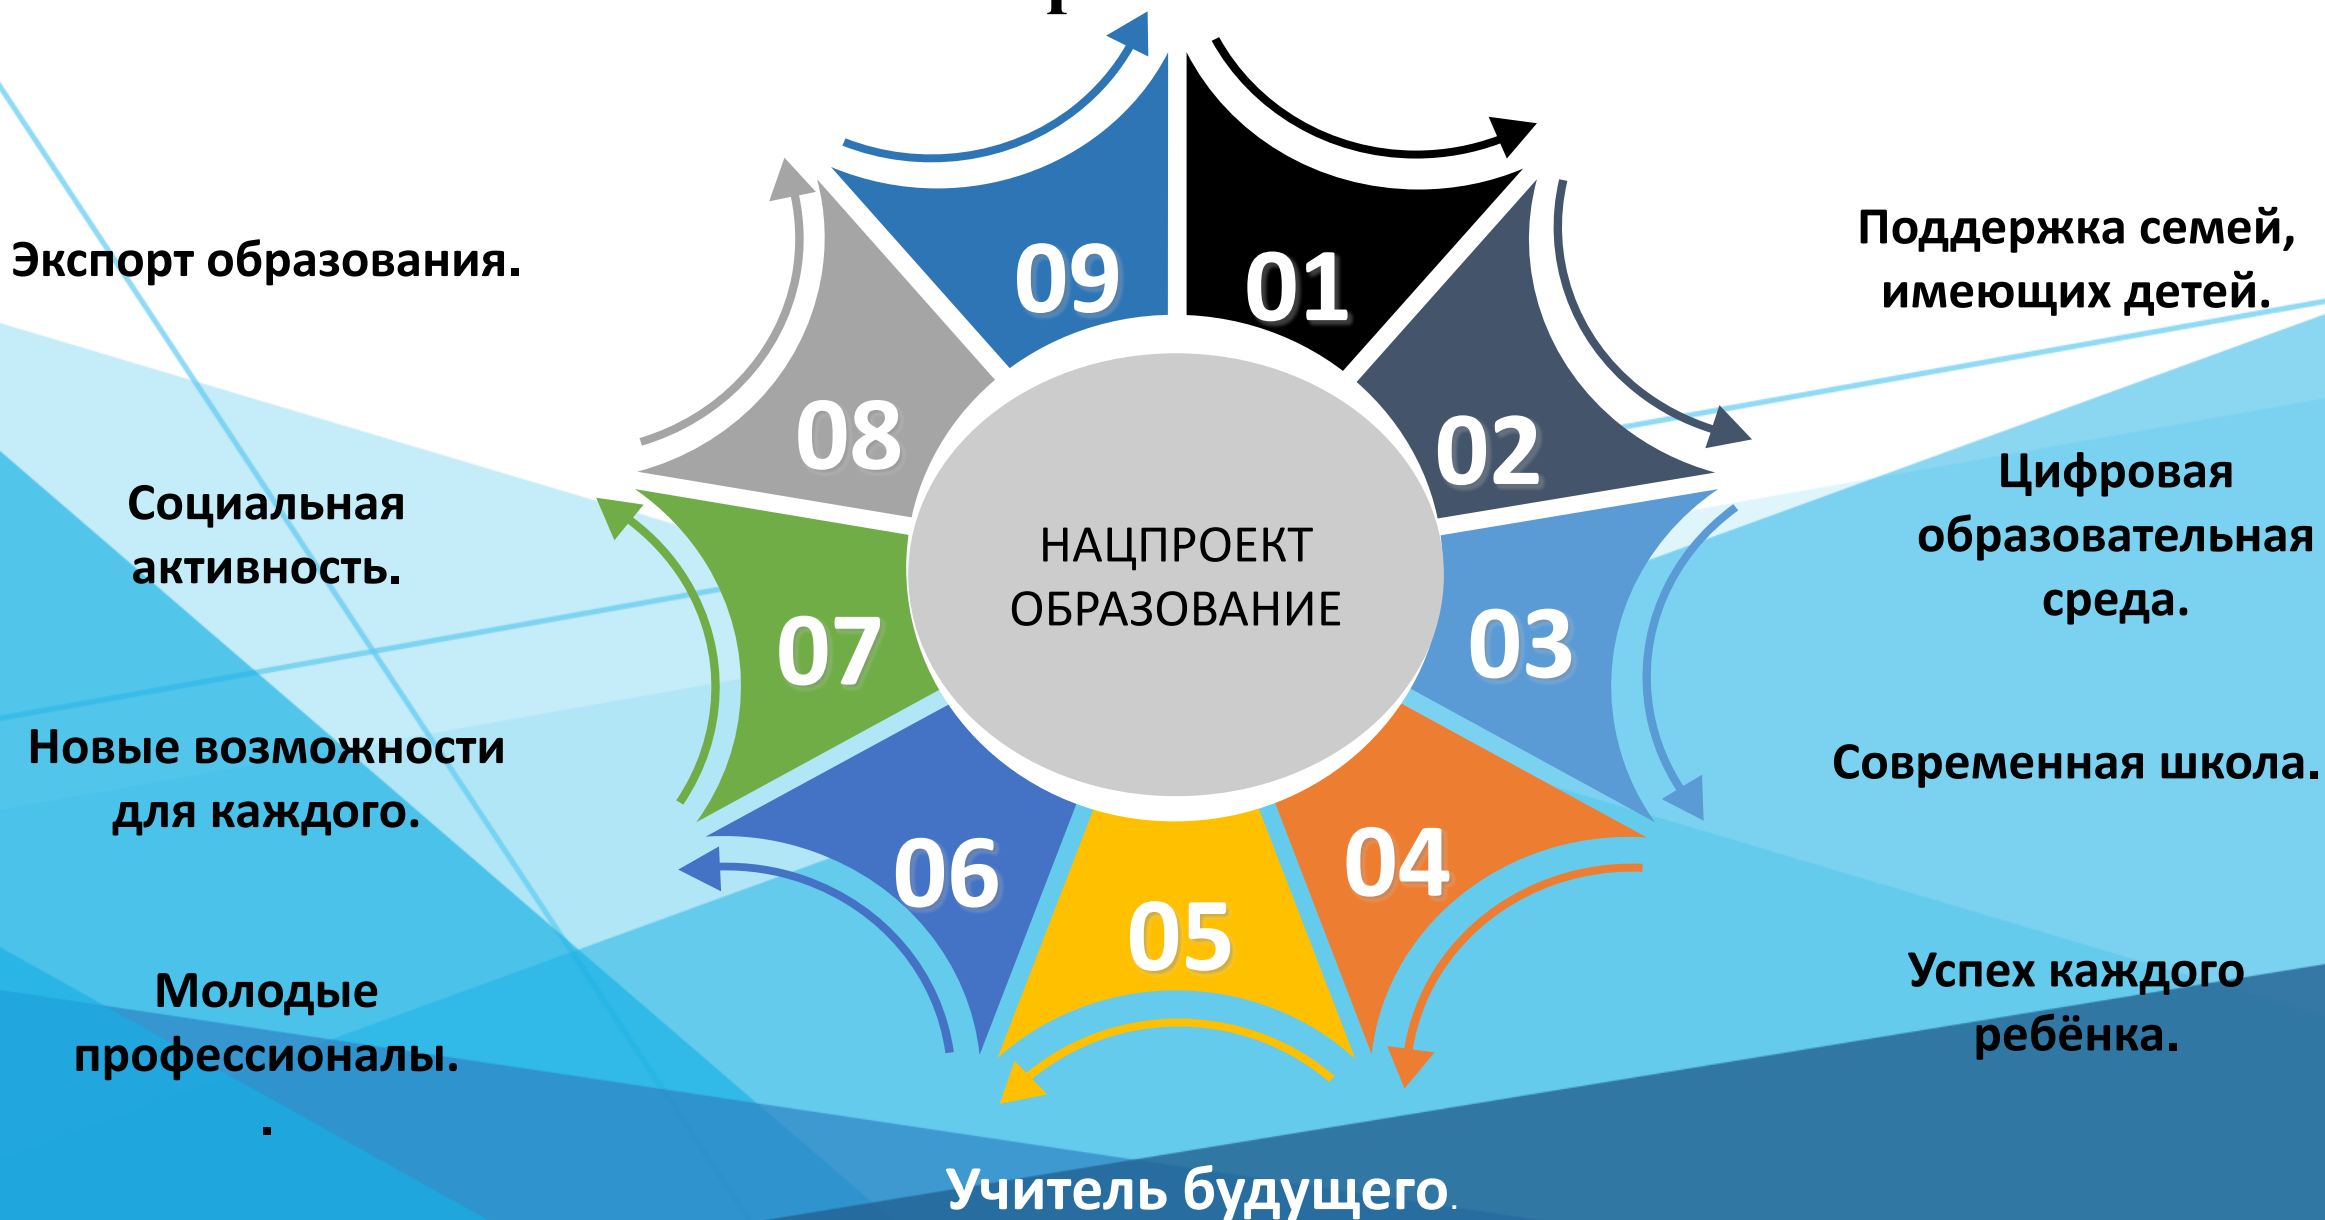 09
01
Экспорт образования.
Поддержка семей,
имеющих детей.
08
02
Социальная
активность.
Цифровая
образовательная
среда.
НАЦПРОЕКТ
ОБРАЗОВАНИЕ
07
03
Новые возможности
для каждого.
Современная школа.
06
04
05
Молодые
профессионалы.
.
Успех каждого
ребёнка.
Учитель будущего.